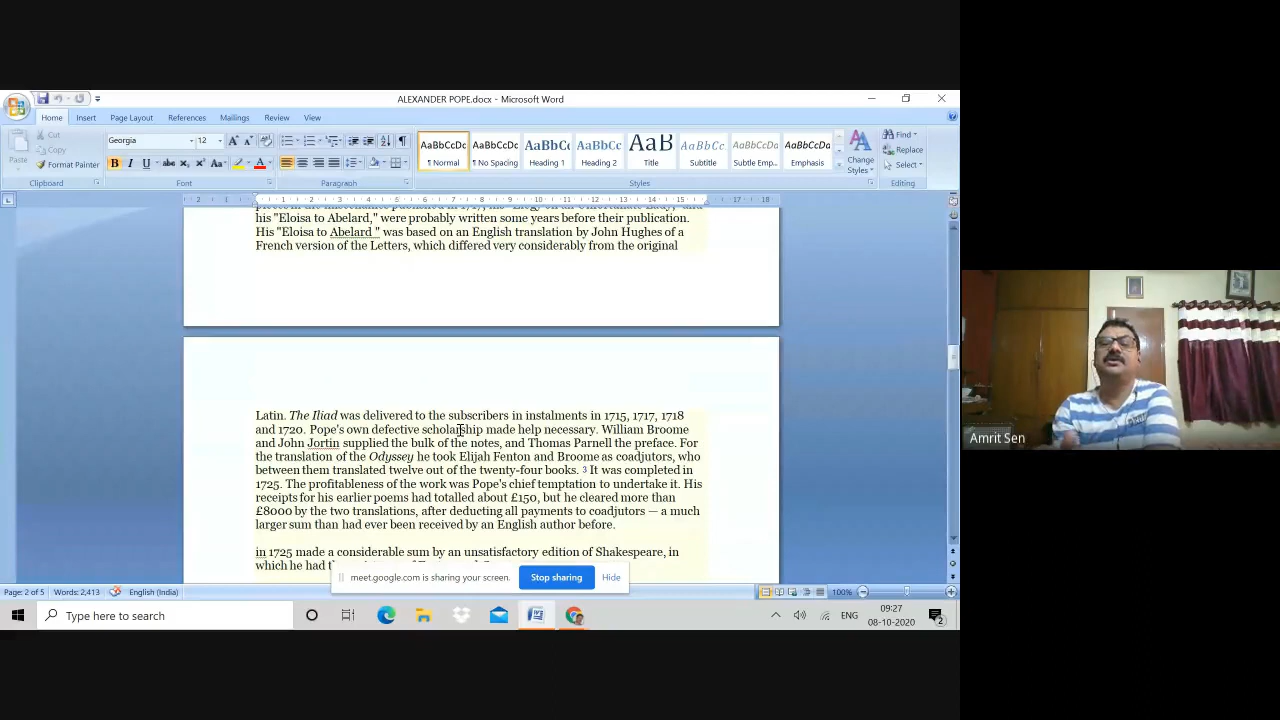 ALEXANDER POPE.docx - Microsoft Word
Home Insert Page Layout References Mailings Review View
Cut
Copy
Paste
Format Painter
Clipboard
Georgia 12
Font
Paragraph
AaBbCcDc AaBbCcDc AaBbCc AaBbCc AaB AaBbCc. AaBbCcDc AaBbCcDc
¶ Normal ¶ No Spacing Heading 1 Heading 2 Title Subtitle Subtle Emp... Emphasis
Styles
Change
Styles
Find
Replace
Select
Editing
his "Eloisa to Abelard," were probably written some years before their publication.
His "Eloisa to Abelard " was based on an English translation by John Hughes of a
French version of the Letters, which differed very considerably from the original
Latin. The Iliad was delivered to the subscribers in instalments in 1715, 1717, 1718
and 1720. Pope's own defective scholarship made help necessary. William Broome
and John Jortin supplied the bulk of the notes, and Thomas Parnell the preface. For
the translation of the Odyssey he took Elijah Fenton and Broome as coadjutors, who
between them translated twelve out of the twenty-four books. 3 It was completed in
1725. The profitableness of the work was Pope's chief temptation to undertake it. His
receipts for his earlier poems had totalled about £150, but he cleared more than
£8000 by the two translations, after deducting all payments to coadjutors — a much
larger sum than had ever been received by an English author before.
in 1725 made a considerable sum by an unsatisfactory edition of Shakespeare, in
which he had
meet.google.com is sharing your screen. Stop sharing Hide
Page: 2 of 5 Words: 2,413 English (India) 100%
Type here to search
ENG
09:27
08-10-2020
2
Amrit Sen